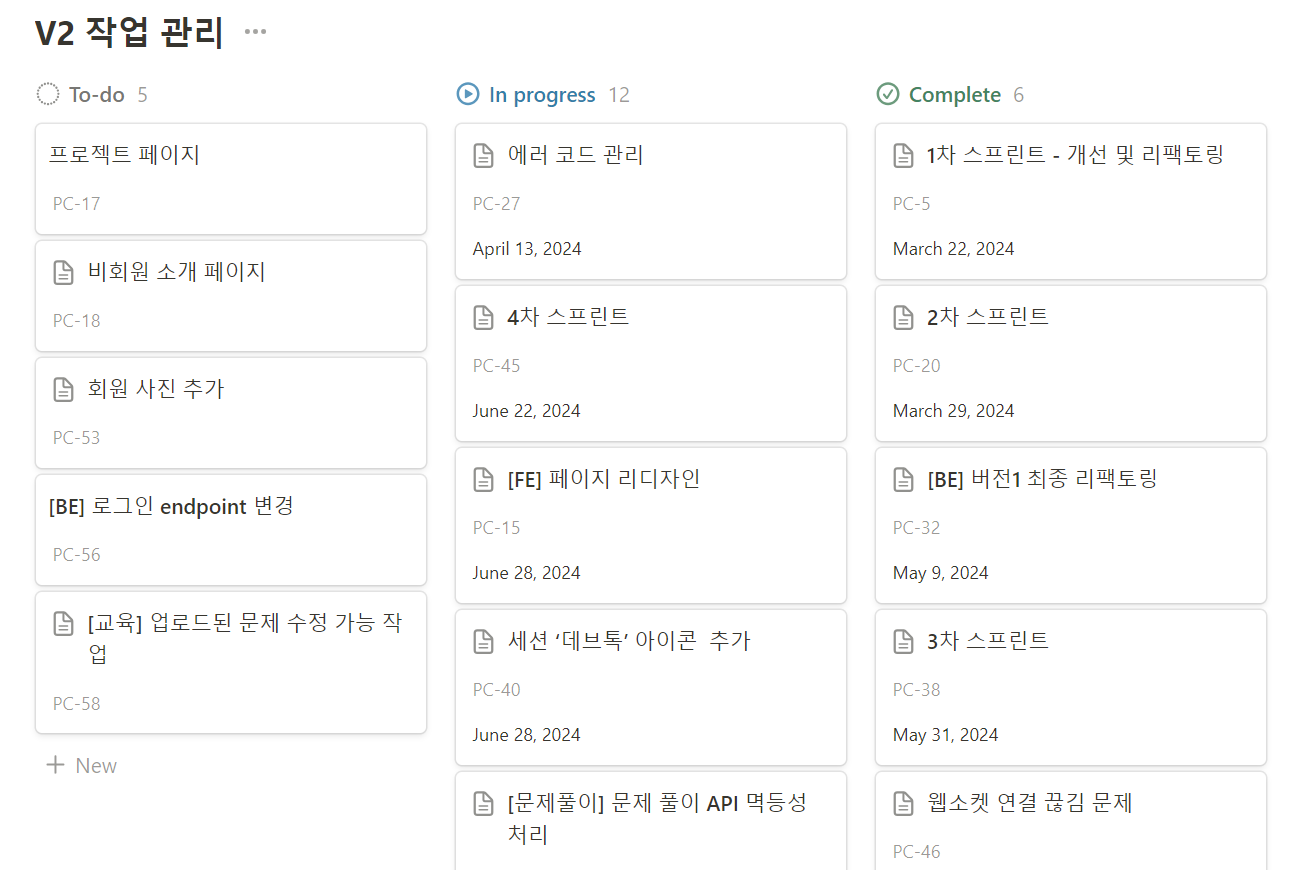 V2 작업 관리
To-do 5
프로젝트 페이지
PC-17
비회원 소개 페이지
PC-18
회원 사진 추가
PC-53
[BE] 로그인 endpoint 변경
PC-56
[교육] 업로드된 문제 수정 가능 작
업
PC-58
New
In progress 12
에러 코드 관리
PC-27
April 13, 2024
4차 스프린트
PC-45
June 22, 2024
[FE] 페이지 리디자인
PC-15
June 28, 2024
세션 ‘데브톡’ 아이콘  추가
PC-40
June 28, 2024
[문제풀이] 문제 풀이 API 멱등성
처리
Complete 6
1차 스프린트 - 개선 및 리팩토링
PC-5
March 22, 2024
2차 스프린트
PC-20
March 29, 2024
[BE] 버전1 최종 리팩토링
PC-32
May 9, 2024
3차 스프린트
PC-38
May 31, 2024
웹소켓 연결 끊김 문제
PC-46